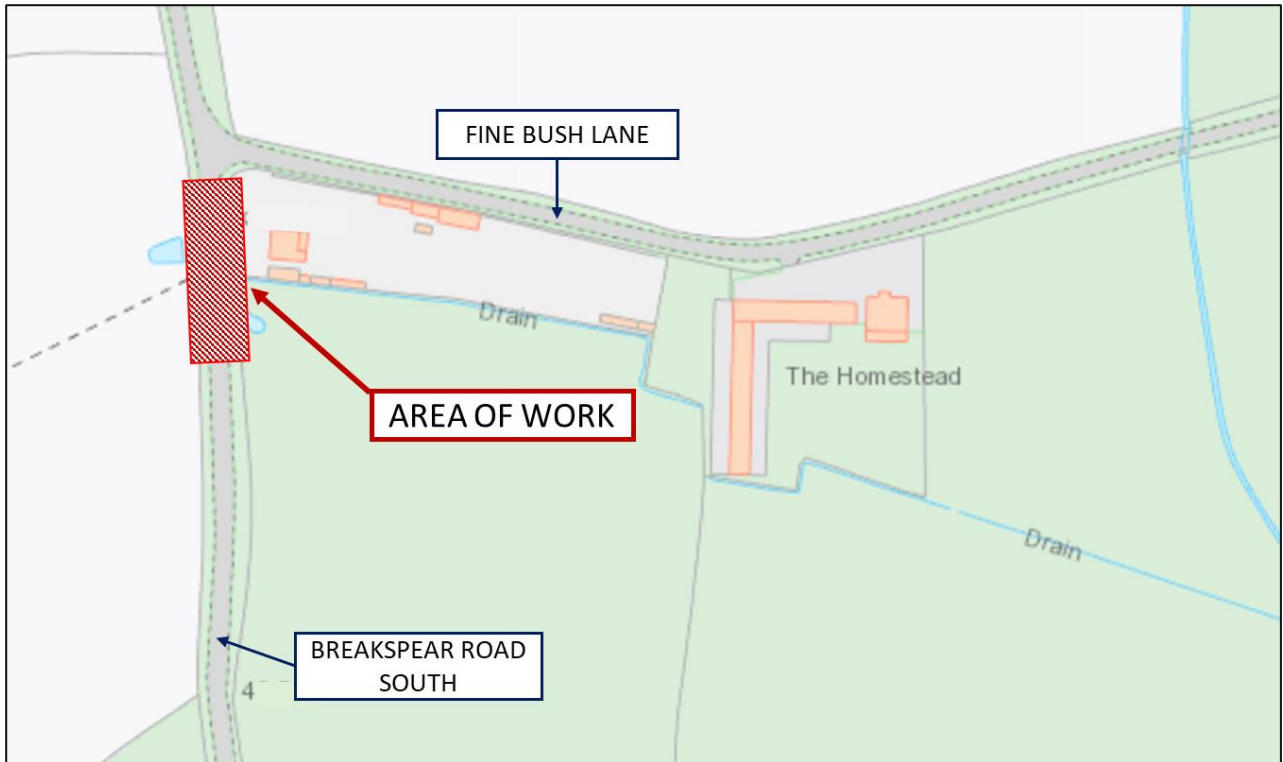 FINE BUSH LANE
Drain
The Homestead
AREA OF WORK
Drain
BREAKSPEAR ROAD
SOUTH
4